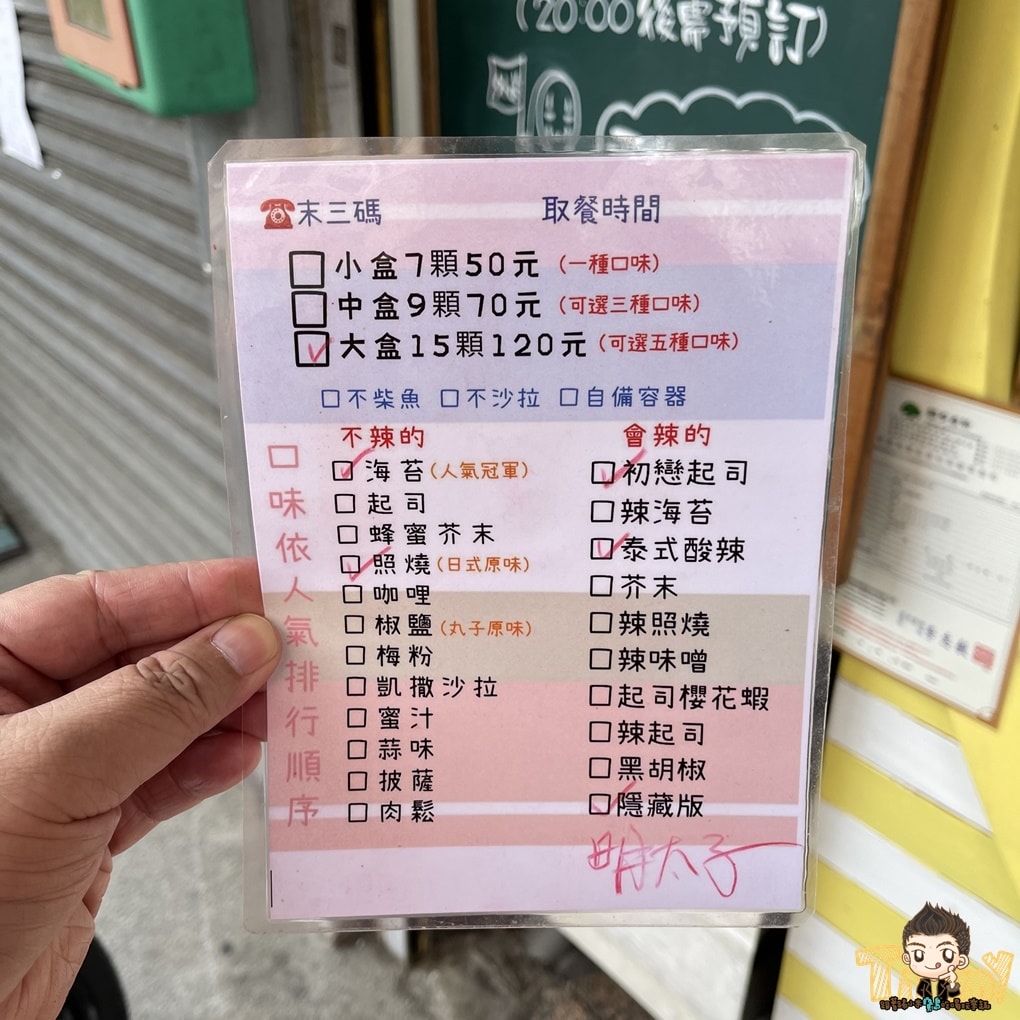 (20:00後需預訂)
☎末三碼 取餐時間
□小盒7顆50元(一種口味)
□中盒9顆70元(可選三種口味)
☑大盒15顆120元(可選五種口味)
□不柴魚 □不沙拉 □自備容器
口味依人氣排行順序
不辣的
☑海苔(人氣冠軍)
□起司
□蜂蜜芥末
☑照燒(日式原味)
□咖哩
□椒鹽(丸子原味)
□梅粉
□凱撒沙拉
□蜜汁
□蒜味
□披薩
□肉鬆
會辣的
☑初戀起司
□辣海苔
☑泰式酸辣
□芥末
□辣照燒
□辣味噌
□起司櫻花蝦
□辣起司
□黑胡椒
☑隱藏版
明太子